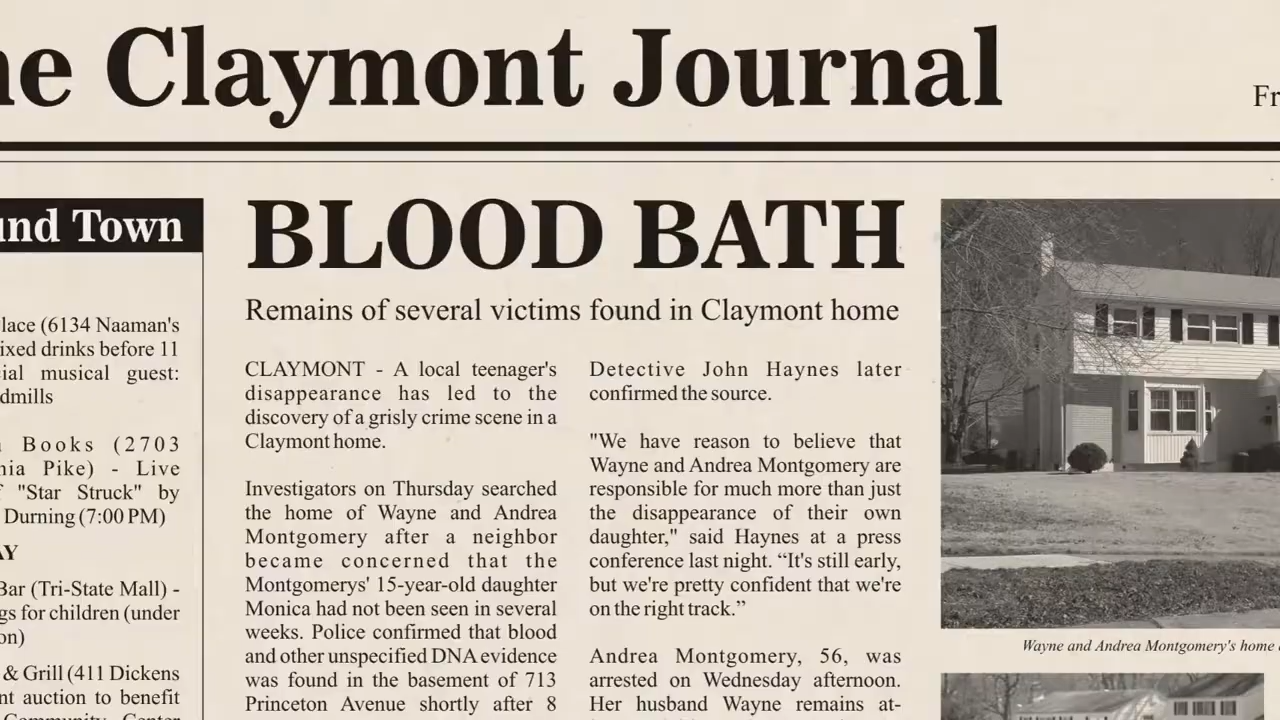 Claymont Journal
Town
lace (6134 Naaman's
ixed drinks before 11
cial musical guest:
dmills
Books (2703
Pike) - Live
"Star Struck" by
Durning (7:00 PM)
Bar (Tri-State Mall) -
gs for children (under
on)
& Grill (411 Dickens
nt auction to benefit
Community Center
BLOOD BATH
Remains of several victims found in Claymont home
CLAYMONT - A local teenager's
disappearance has led to the
discovery of a grisly crime scene in a
Claymont home.
Investigators on Thursday searched
the home of Wayne and Andrea
Montgomery after a neighbor
became concerned that the
Montgomerys' 15-year-old daughter
Monica had not been seen in several
weeks. Police confirmed that blood
and other unspecified DNA evidence
was found in the basement of 713
Princeton Avenue shortly after 8
Detective John Haynes later
confirmed the source.
"We have reason to believe that
Wayne and Andrea Montgomery are
responsible for much more than just
the disappearance of their own
daughter," said Haynes at a press
conference last night. “It's still early,
but we're pretty confident that we're
on the right track.”
Andrea Montgomery, 56, was
arrested on Wednesday afternoon.
Her husband Wayne remains at-
Wayne and Andrea Montgomery's home